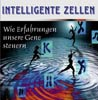 INTELLIGENTE ZELLEN
Wie Erfahrungen
unsere Gene
steuern